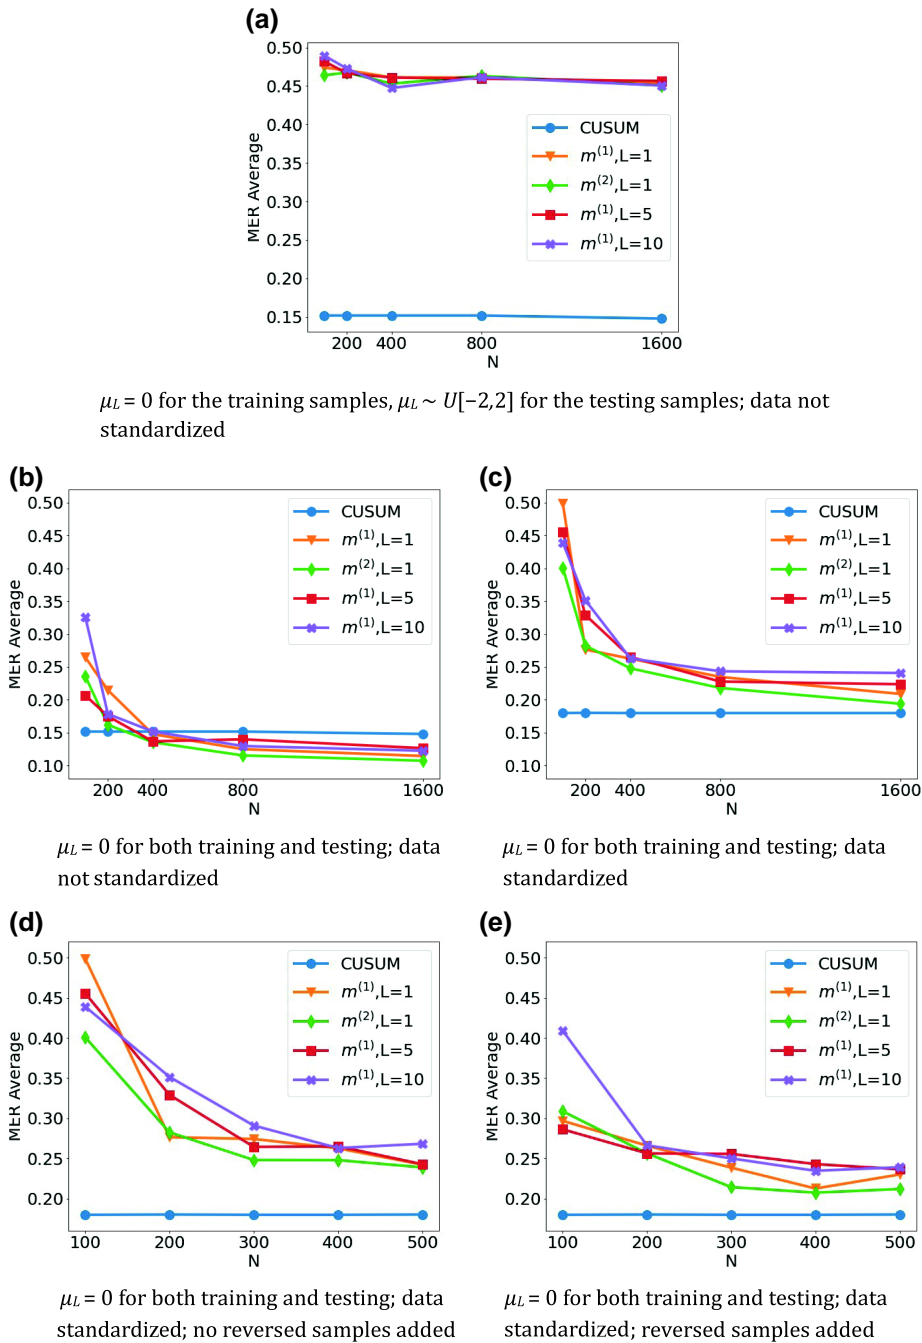 (a)
0.50
0.45
0.40
0.35
0.30
0.25
0.20
0.15
MER Average
CUSUM
m(1),L=1
m(2),L=1
m(1),L=5
m(1),L=10
200 400 800 1600
N
μL = 0 for the training samples, μL ∼ U[−2,2] for the testing samples; data not
standardized
(b)
0.50
0.45
0.40
0.35
0.30
0.25
0.20
0.15
0.10
MER Average
CUSUM
m(1),L=1
m(2),L=1
m(1),L=5
m(1),L=10
200 400 800 1600
N
μL = 0 for both training and testing; data
not standardized
(c)
0.50
0.45
0.40
0.35
0.30
0.25
0.20
0.15
0.10
MER Average
CUSUM
m(1),L=1
m(2),L=1
m(1),L=5
m(1),L=10
200 400 800 1600
N
μL = 0 for both training and testing; data
standardized
(d)
0.50
0.45
0.40
0.35
0.30
0.25
0.20
MER Average
CUSUM
m(1),L=1
m(2),L=1
m(1),L=5
m(1),L=10
100 200 300 400 500
N
μL = 0 for both training and testing; data
standardized; no reversed samples added
(e)
0.50
0.45
0.40
0.35
0.30
0.25
0.20
MER Average
CUSUM
m(1),L=1
m(2),L=1
m(1),L=5
m(1),L=10
100 200 300 400 500
N
μL = 0 for both training and testing; data
standardized; reversed samples added